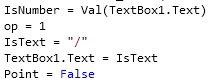 IsNumber = Val(TextBox1.Text)
op = 1
IsText = "/"
TextBox1.Text = IsText
Point = False